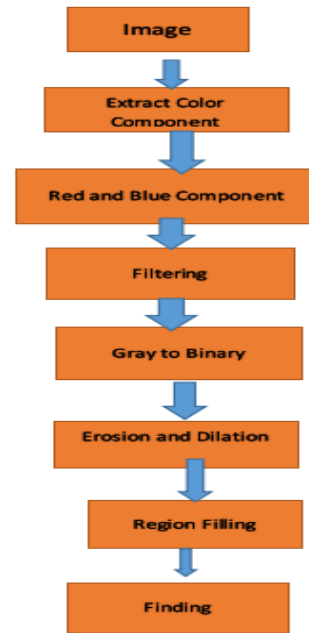 Image
Extract Color
Component
Red and Blue Component
Filtering
Gray to Binary
Erosion and Dilation
Region Filling
Finding